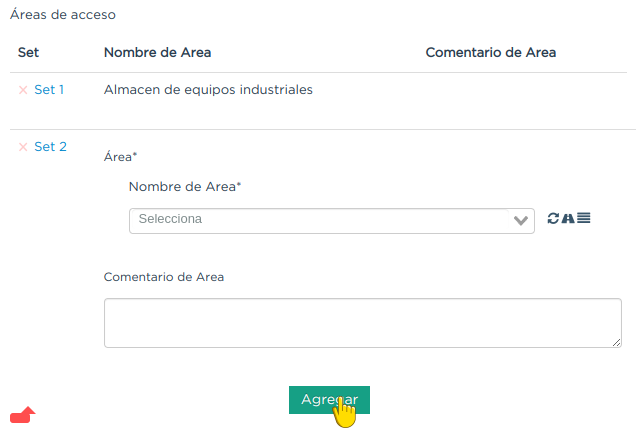 Áreas de acceso
Set Nombre de Area Comentario de Area
Set 1 Almacen de equipos industriales
Set 2
Área*
Nombre de Area*
Selecciona
Comentario de Area
Agregar